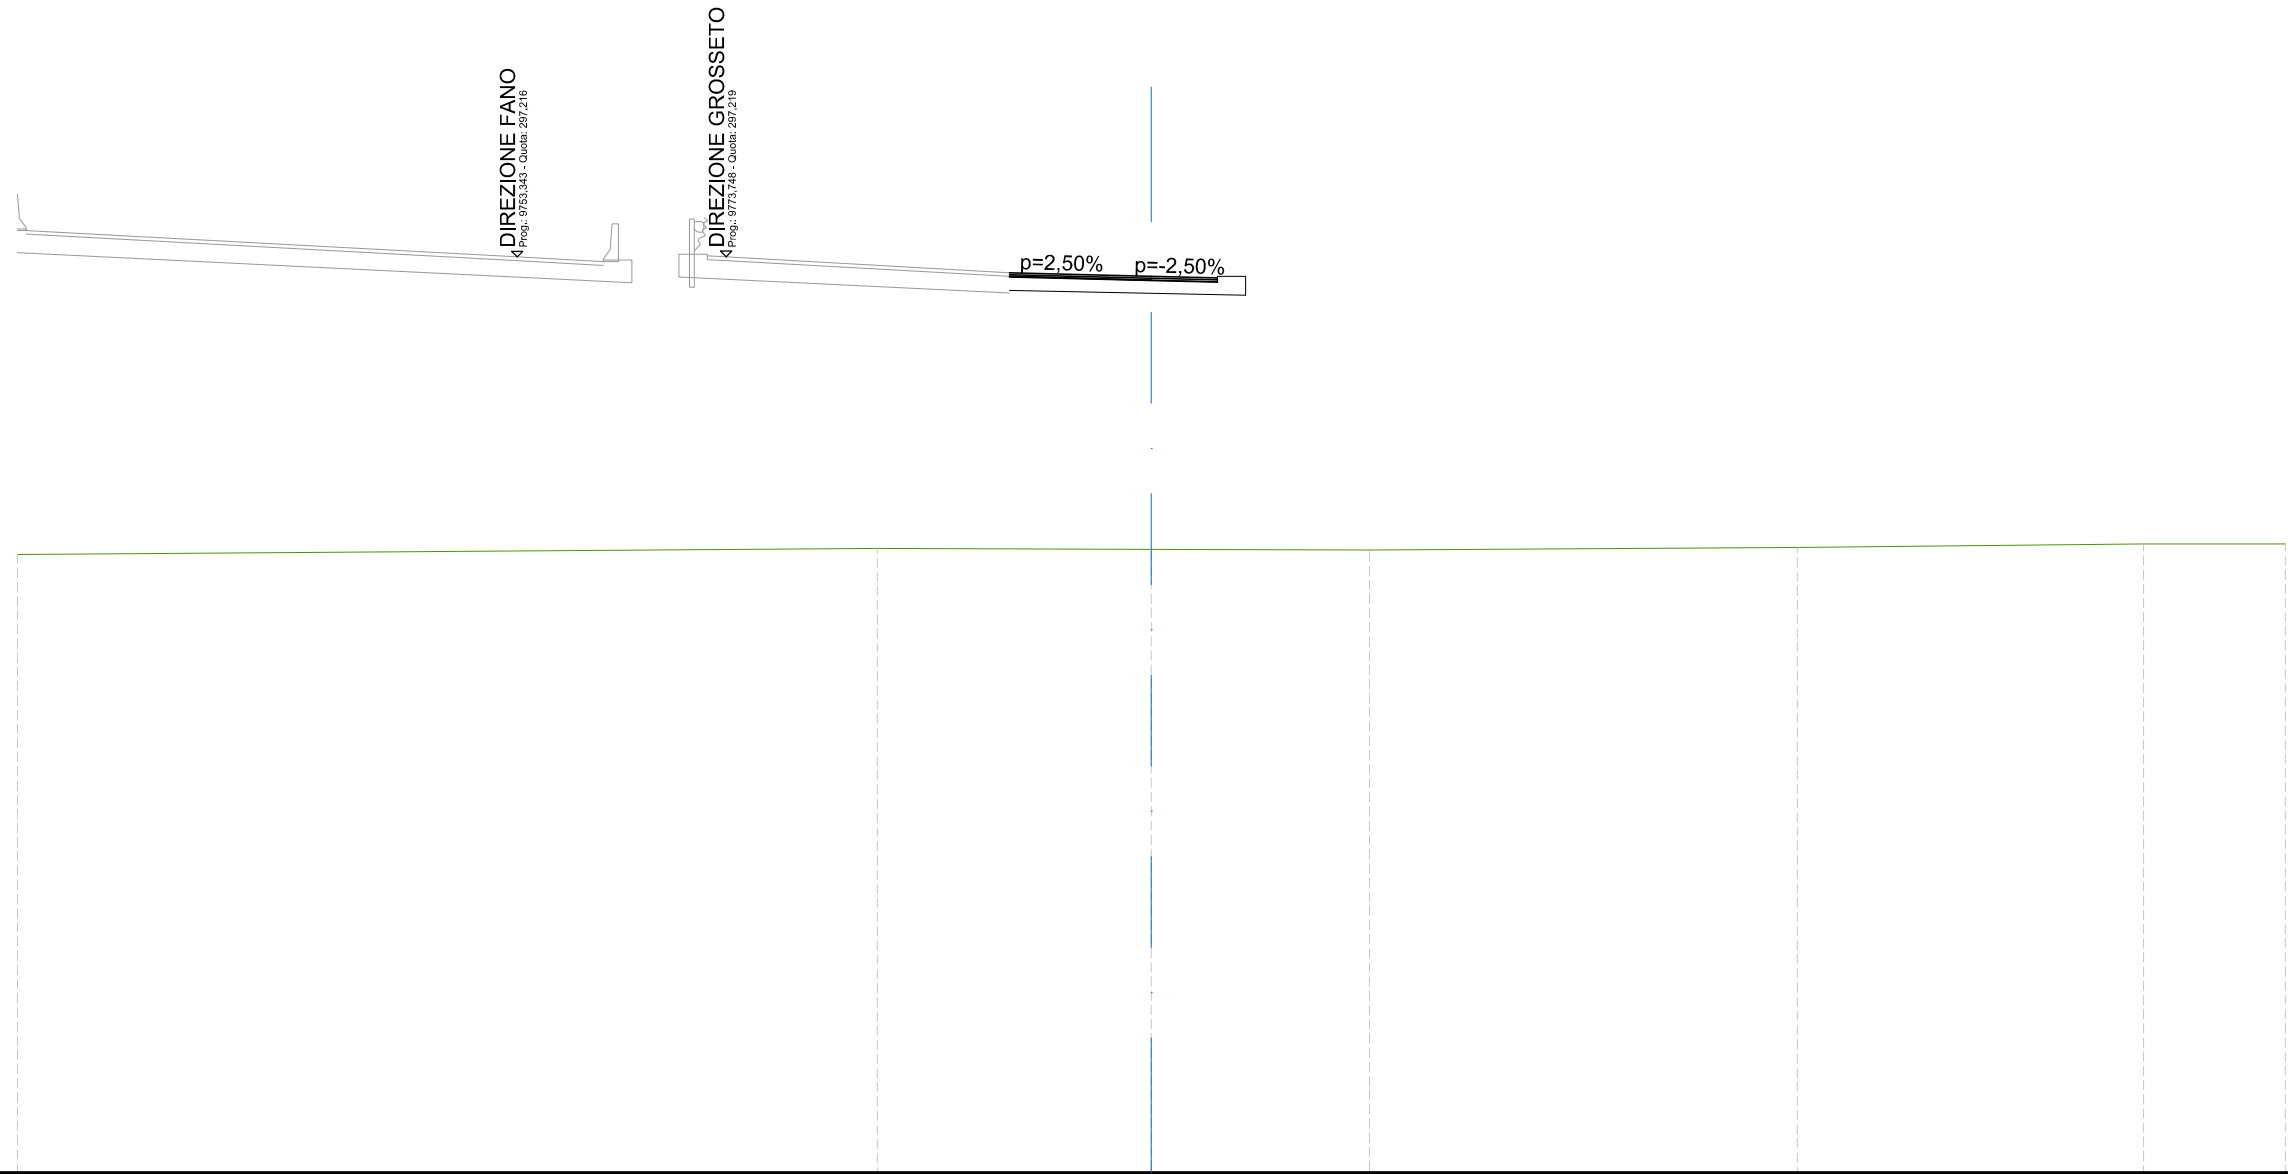 DIREZIONE FANO
Prog.: 9753,343 - Quota: 297,216
DIREZIONE GROSSETO
Prog.: 9773,748 - Quota: 297,219
p=2,50%
p=-2,50%